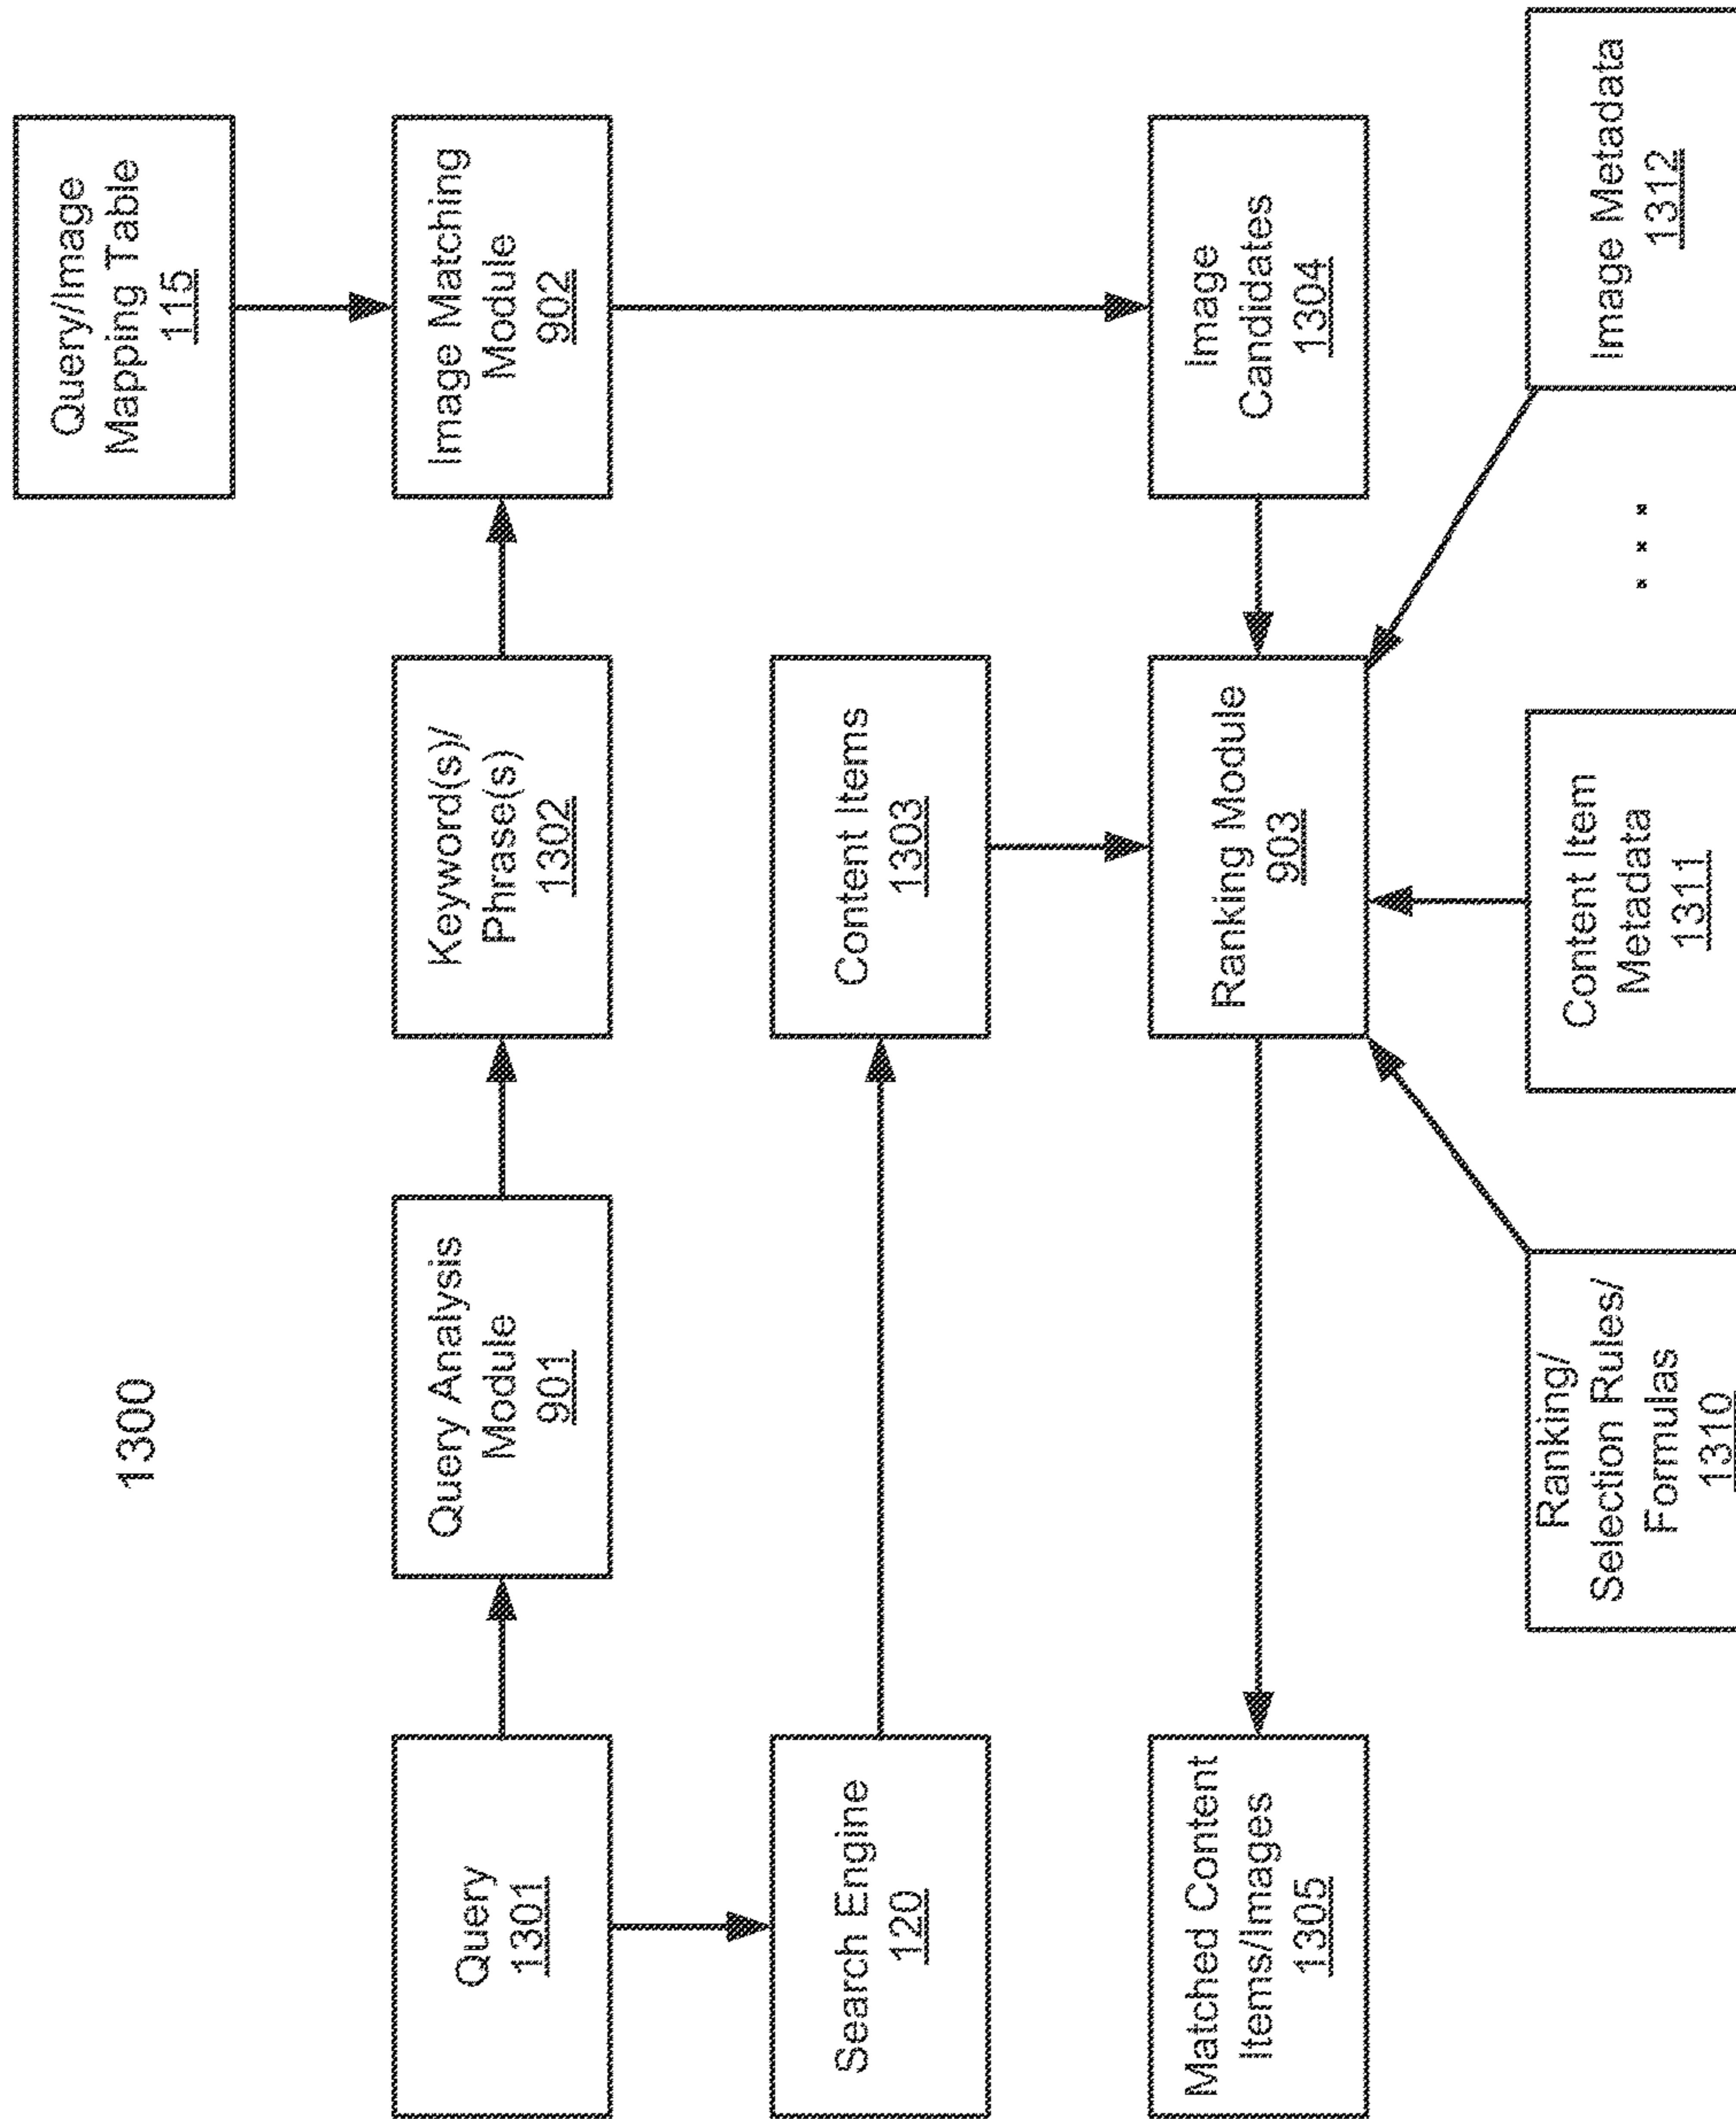 1300
Query/Image
Mapping Table
115
Query
1301
Query Analysis
Module
901
Keyword(s)/
Phrase(s)
1302
Image Matching
Module
902
Search Engine
120
Content Items
1303
Matched Content
Items/Images
1305
Ranking Module
903
Image
Candidates
1304
Ranking/
Selection Rules/
Formulas
1310
Content Item
Metadata
1311
. . .
Image Metadata
1312